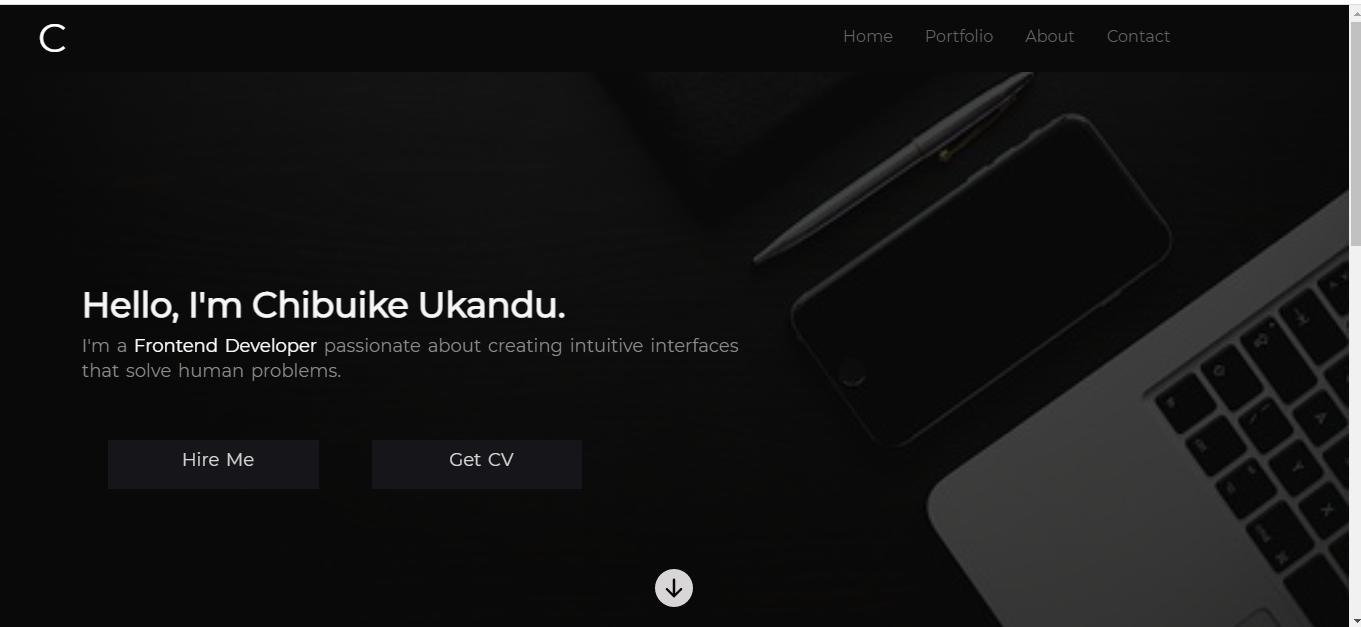 C
Home Portfolio About Contact
Hello, I'm Chibuike Ukandu.
I'm a Frontend Developer passionate about creating intuitive interfaces
that solve human problems.
Hire Me Get CV